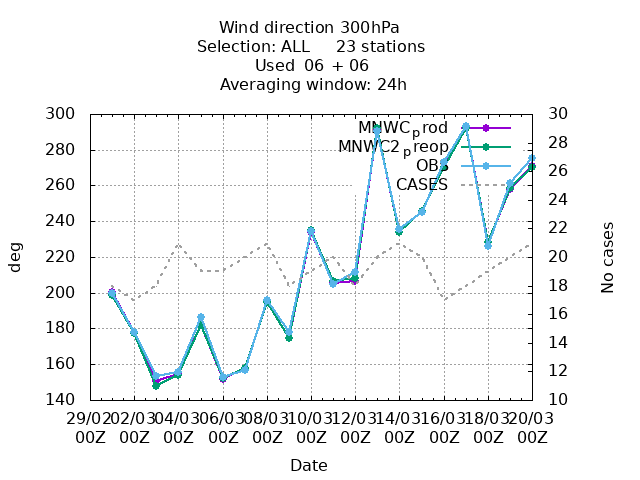 Wind direction 300hPa
Selection: ALL 23 stations
Used 06 + 06
Averaging window: 24h
300
280
260
240
220
200
180
160
140
30
28
26
24
22
20
18
16
14
12
10
deg
No cases
MNWCprod
MNWC2preop
OBS
CASES
29/02 02/03 04/03 06/03 08/03 10/03 12/03 14/03 16/03 18/03 20/03
00Z 00Z 00Z 00Z 00Z 00Z 00Z 00Z 00Z 00Z 00Z
Date